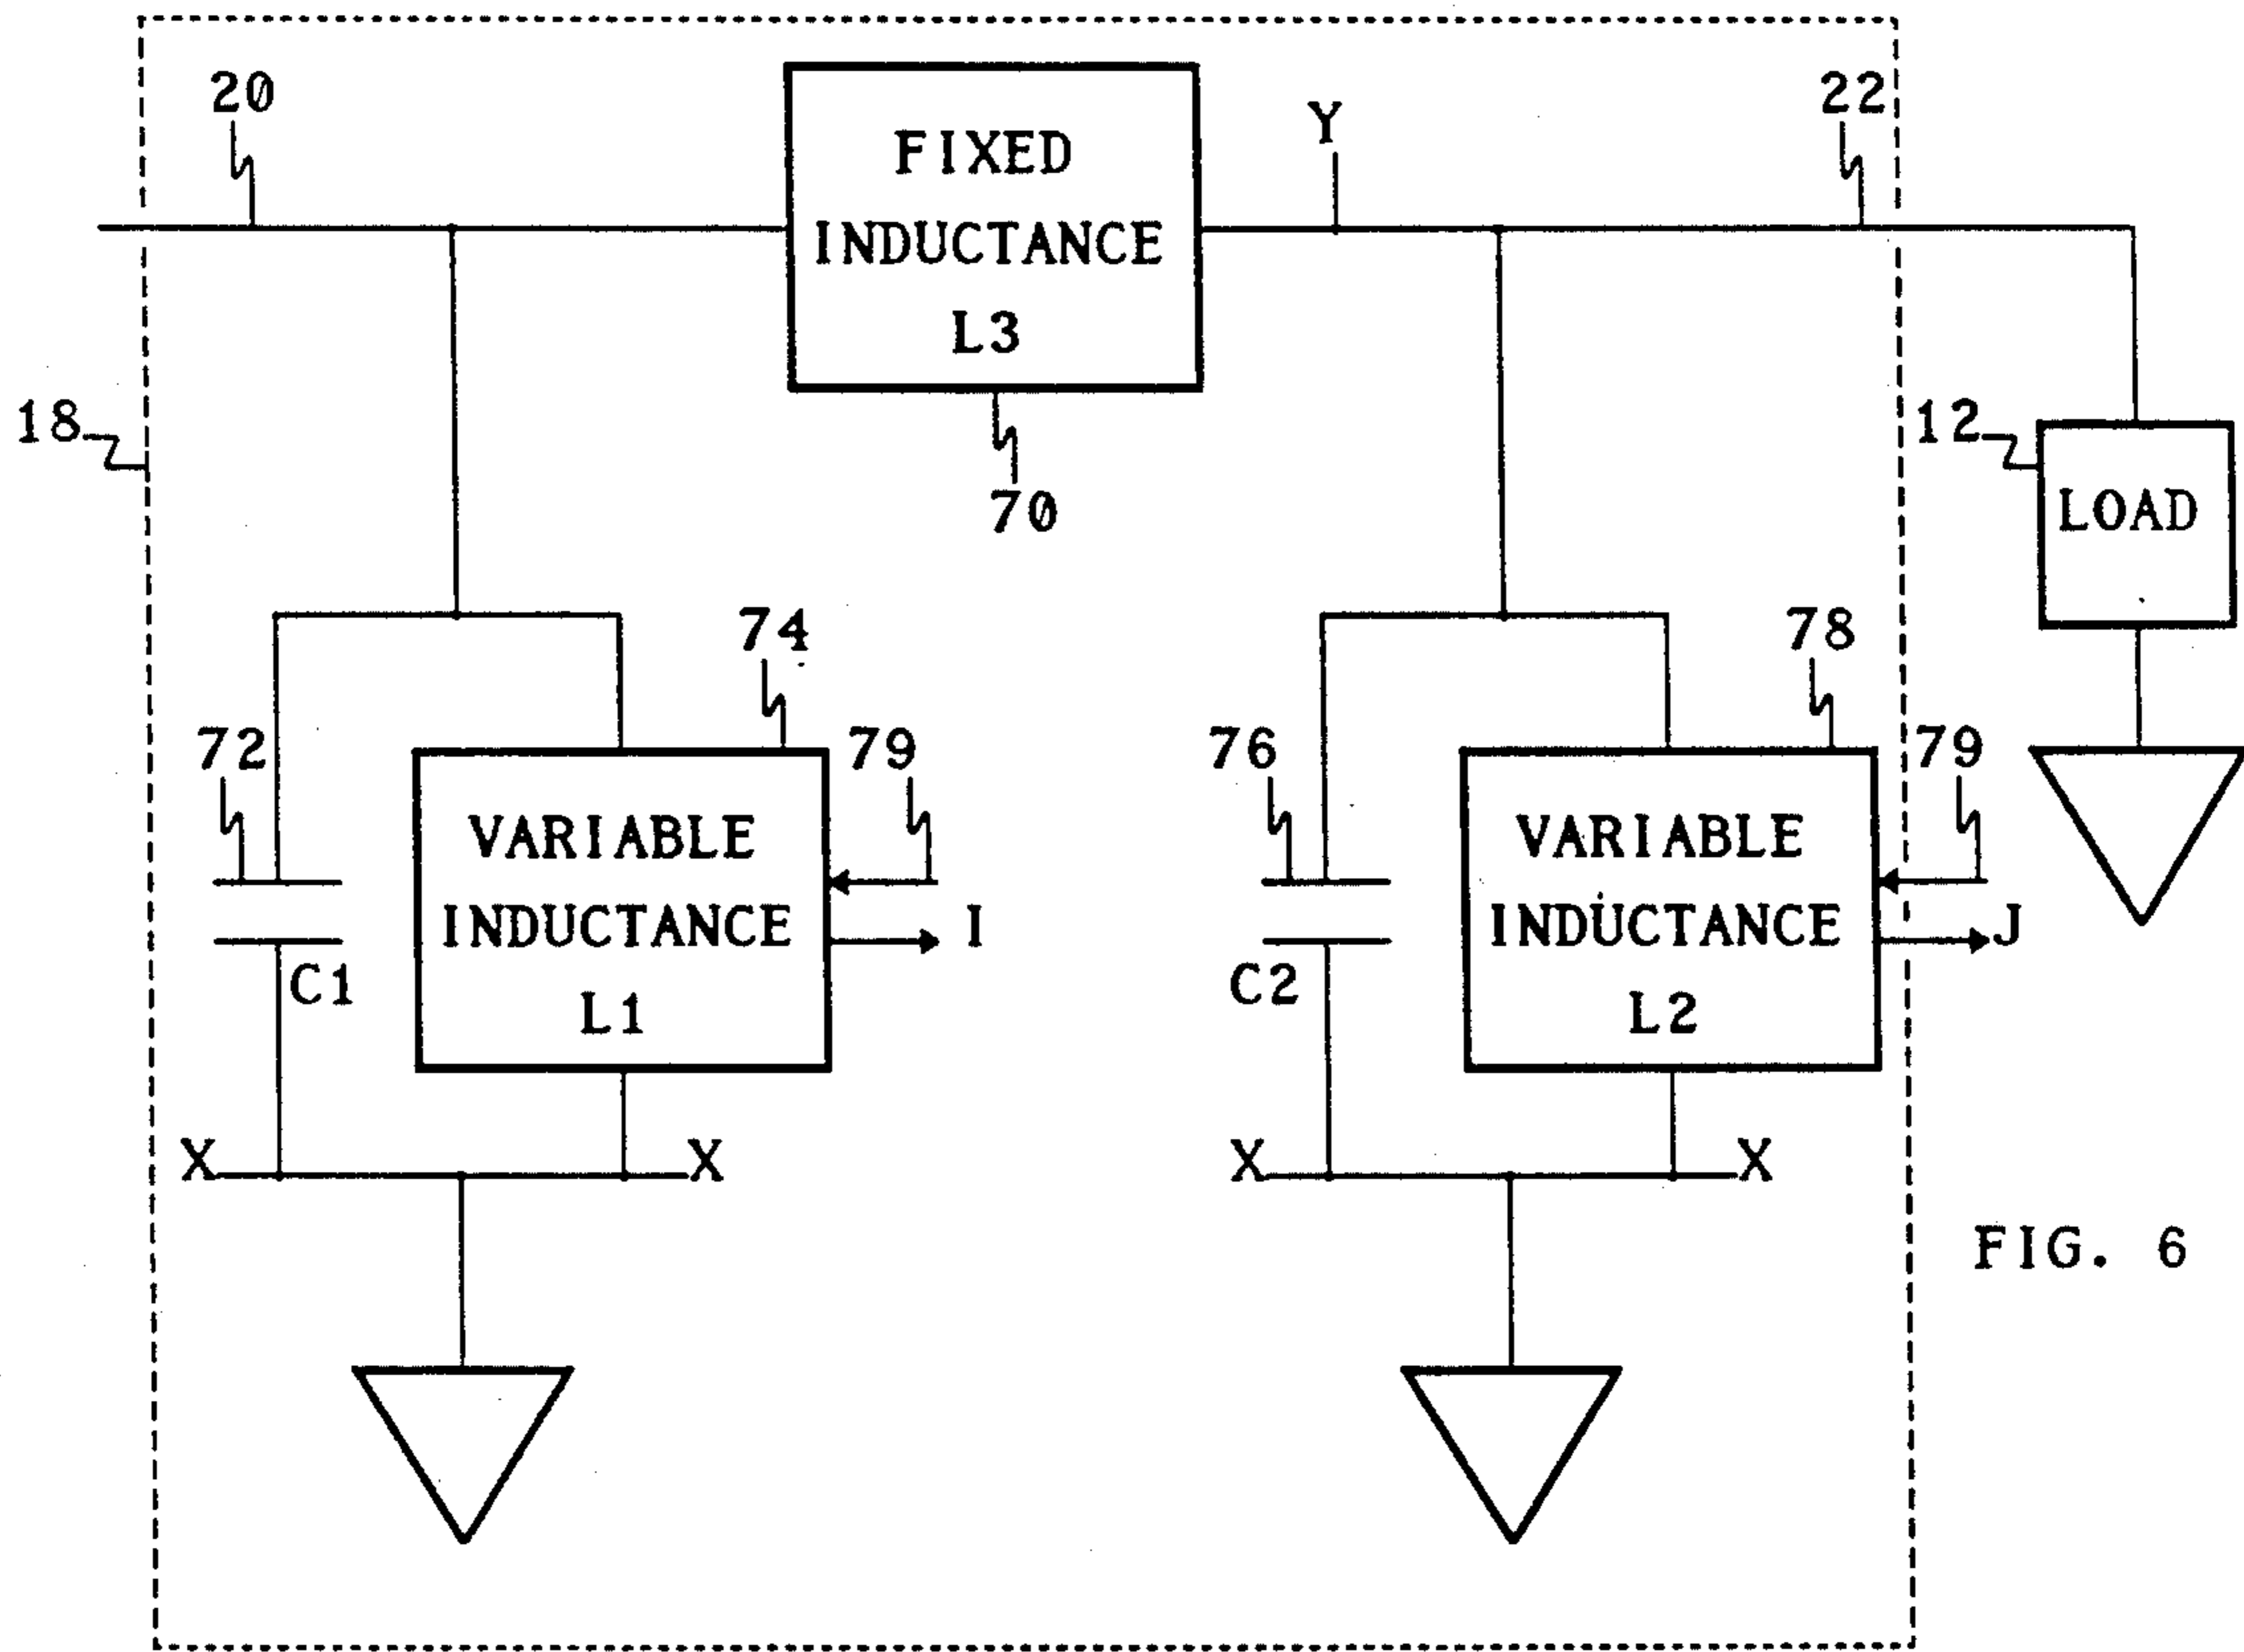 20
FIXED
INDUCTANCE
L3
Y
22
18
70
12
LOAD
74
78
72
79
76
79
VARIABLE
INDUCTANCE
L1
I
VARIABLE
INDUCTANCE
L2
J
C1
C2
X
X
X
X
FIG. 6